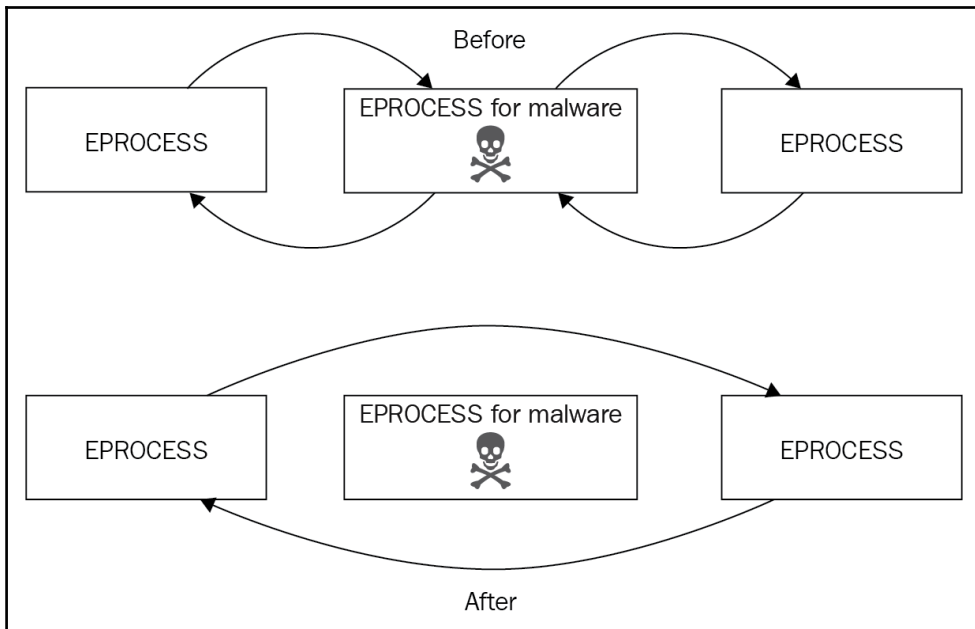 Before
EPROCESS
EPROCESS for malware
EPROCESS
EPROCESS
EPROCESS for malware
EPROCESS
After